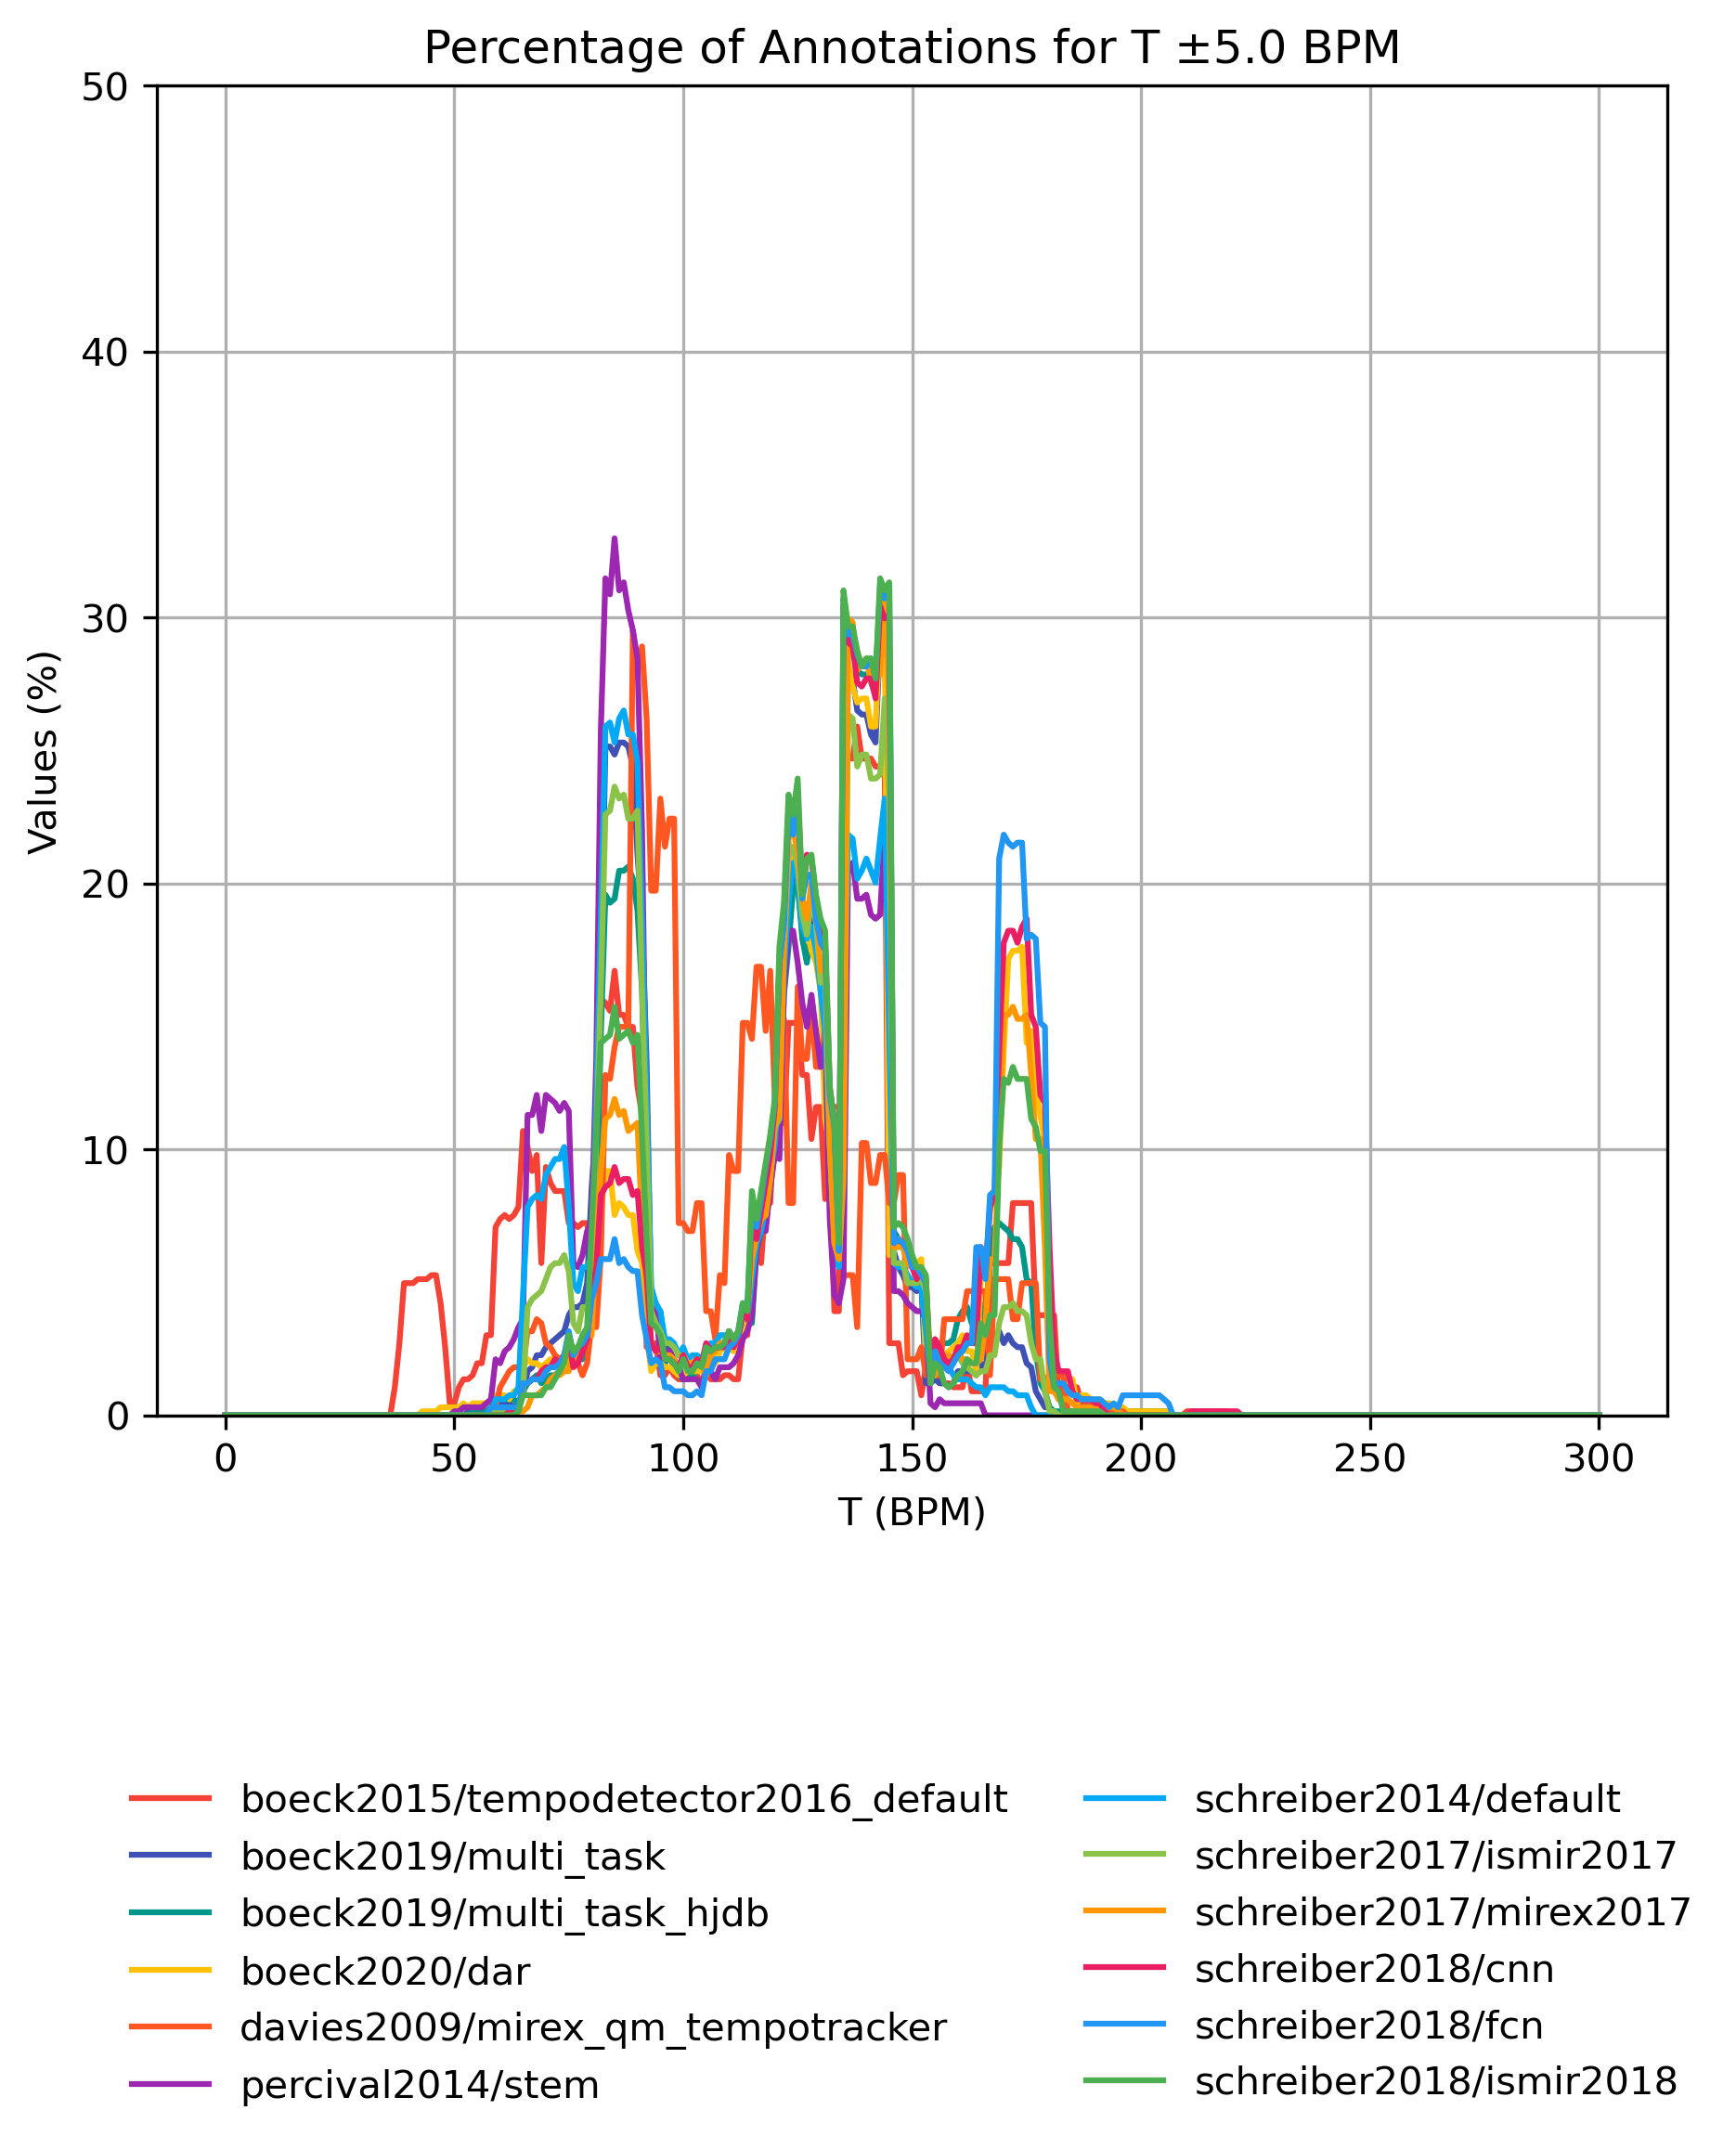 Percentage of Annotations for T ±5.0 BPM
50
40
30
20
10
0
Values (%)
0 50 100 150 200 250 300
T (BPM)
boeck2015/tempodetector2016_default
boeck2019/multi_task
boeck2019/multi_task_hjdb
boeck2020/dar
davies2009/mirex_qm_tempotracker
percival2014/stem
schreiber2014/default
schreiber2017/ismir2017
schreiber2017/mirex2017
schreiber2018/cnn
schreiber2018/fcn
schreiber2018/ismir2018